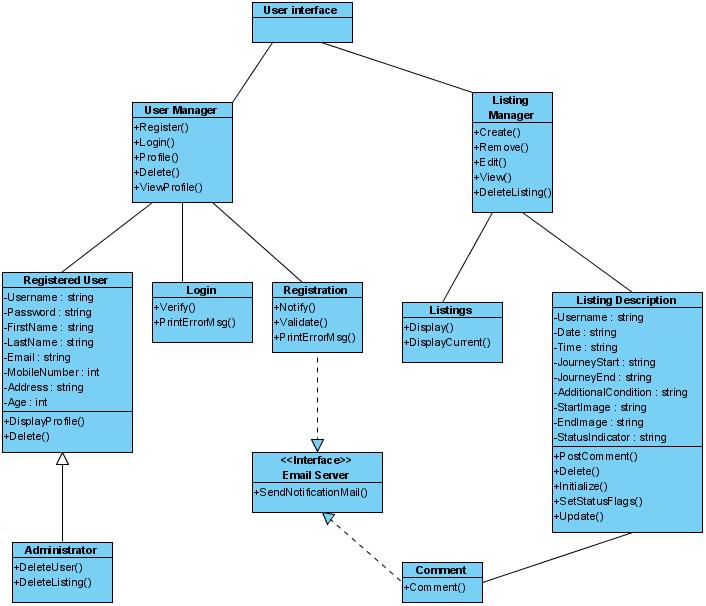 User interface
User Manager
+Register()
+Login()
+Profile()
+Delete()
+ViewProfile()
Listing
Manager
+Create()
+Remove()
+Edit()
+View()
+DeleteListing()
Registered User
-Username : string
-Password : string
-FirstName : string
-LastName : string
-Email : string
-MobileNumber : int
-Address : string
-Age : int
+DisplayProfile()
+Delete()
Login
+Verify()
+PrintErrorMsg()
Registration
+Notify()
+Validate()
+PrintErrorMsg()
Listings
+Display()
+DisplayCurrent()
Listing Description
-Username : string
-Date : string
-Time : string
-JourneyStart : string
-JourneyEnd : string
-AdditionalCondition : string
-StartImage : string
-EndImage : string
-StatusIndicator : string
+PostComment()
+Delete()
+Initialize()
+SetStatusFlags()
+Update()
<<Interface>>
Email Server
+SendNotificationMail()
Administrator
+DeleteUser()
+DeleteListing()
Comment
+Comment()